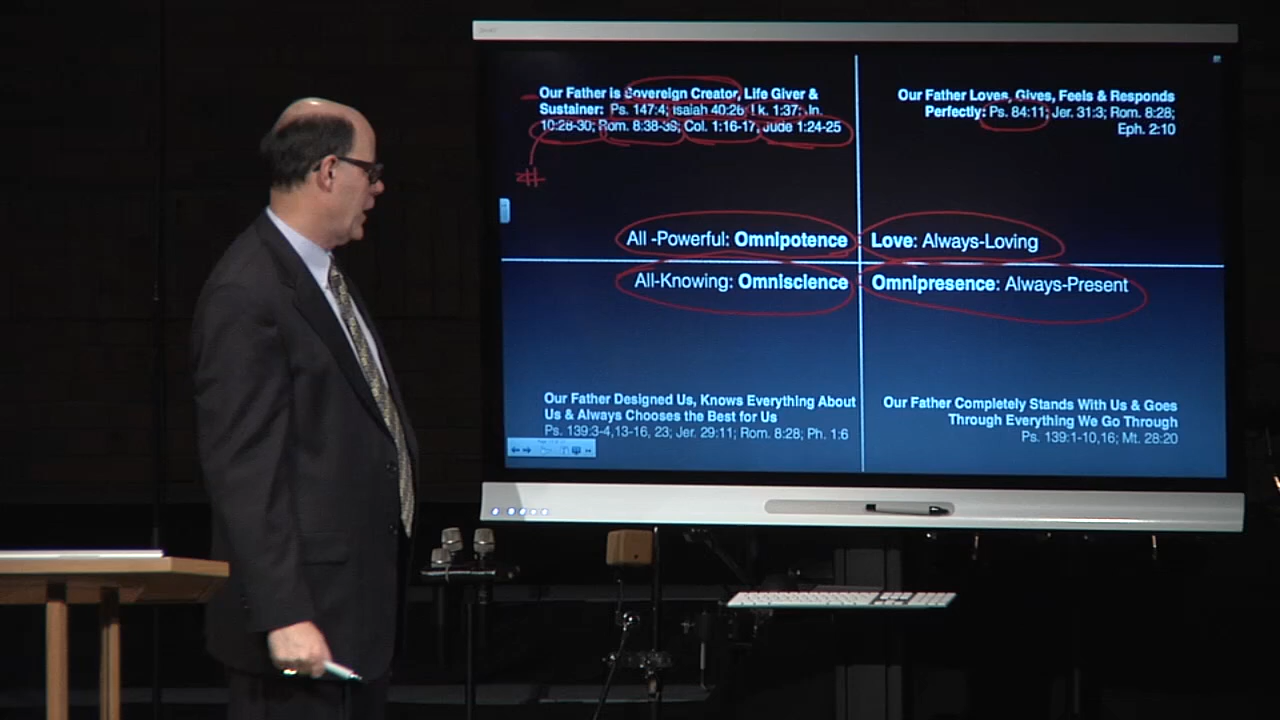 Our Father is Sovereign Creator, Life Giver &
Sustainer: Ps. 147:4; Isaiah 40:26 Lk. 1:37; Jn.
10:28-30; Rom. 8:38-39; Col. 1:16-17; Jude 1:24-25
Our Father Loves, Gives, Feels & Responds
Perfectly: Ps. 84:11; Jer. 31:3; Rom. 8:28;
Eph. 2:10
#
All -Powerful: Omnipotence
Love: Always-Loving
All-Knowing: Omniscience
Omnipresence: Always-Present
Our Father Designed Us, Knows Everything About
Us & Always Chooses the Best for Us
Ps. 139:3-4,13-16, 23; Jer. 29:11; Rom. 8:28; Ph. 1:6
Our Father Completely Stands With Us & Goes
Through Everything We Go Through
Ps. 139:1-10,16; Mt. 28:20